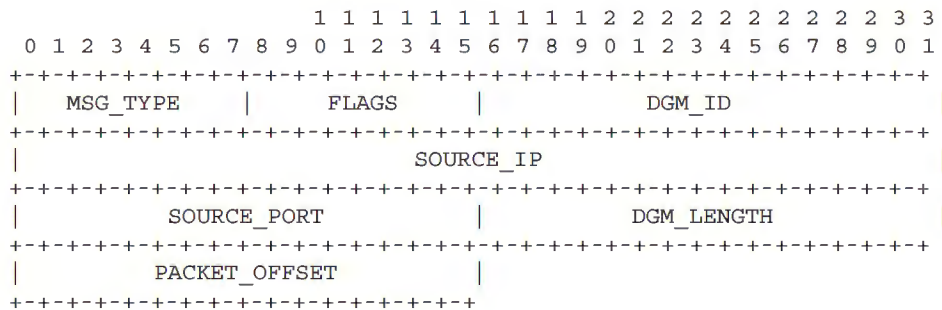 1 1 1 1 1 1 1 1 1 1 2 2 2 2 2 2 2 2 2 2 3 3
 0 1 2 3 4 5 6 7 8 9 0 1 2 3 4 5 6 7 8 9 0 1 2 3 4 5 6 7 8 9 0 1
+-+-+-+-+-+-+-+-+-+-+-+-+-+-+-+-+-+-+-+-+-+-+-+-+-+-+-+-+-+-+-+-+
|   MSG_TYPE    |     FLAGS     |           DGM_ID
+-+-+-+-+-+-+-+-+-+-+-+-+-+-+-+-+-+-+-+-+-+-+-+-+-+-+-+-+-+-+-+-+
|                           SOURCE_IP
+-+-+-+-+-+-+-+-+-+-+-+-+-+-+-+-+-+-+-+-+-+-+-+-+-+-+-+-+-+-+-+-+
|          SOURCE_PORT          |          DGM_LENGTH
+-+-+-+-+-+-+-+-+-+-+-+-+-+-+-+-+-+-+-+-+-+-+-+-+-+-+-+-+-+-+-+-+
|         PACKET_OFFSET         |
+-+-+-+-+-+-+-+-+-+-+-+-+-+-+-+-+